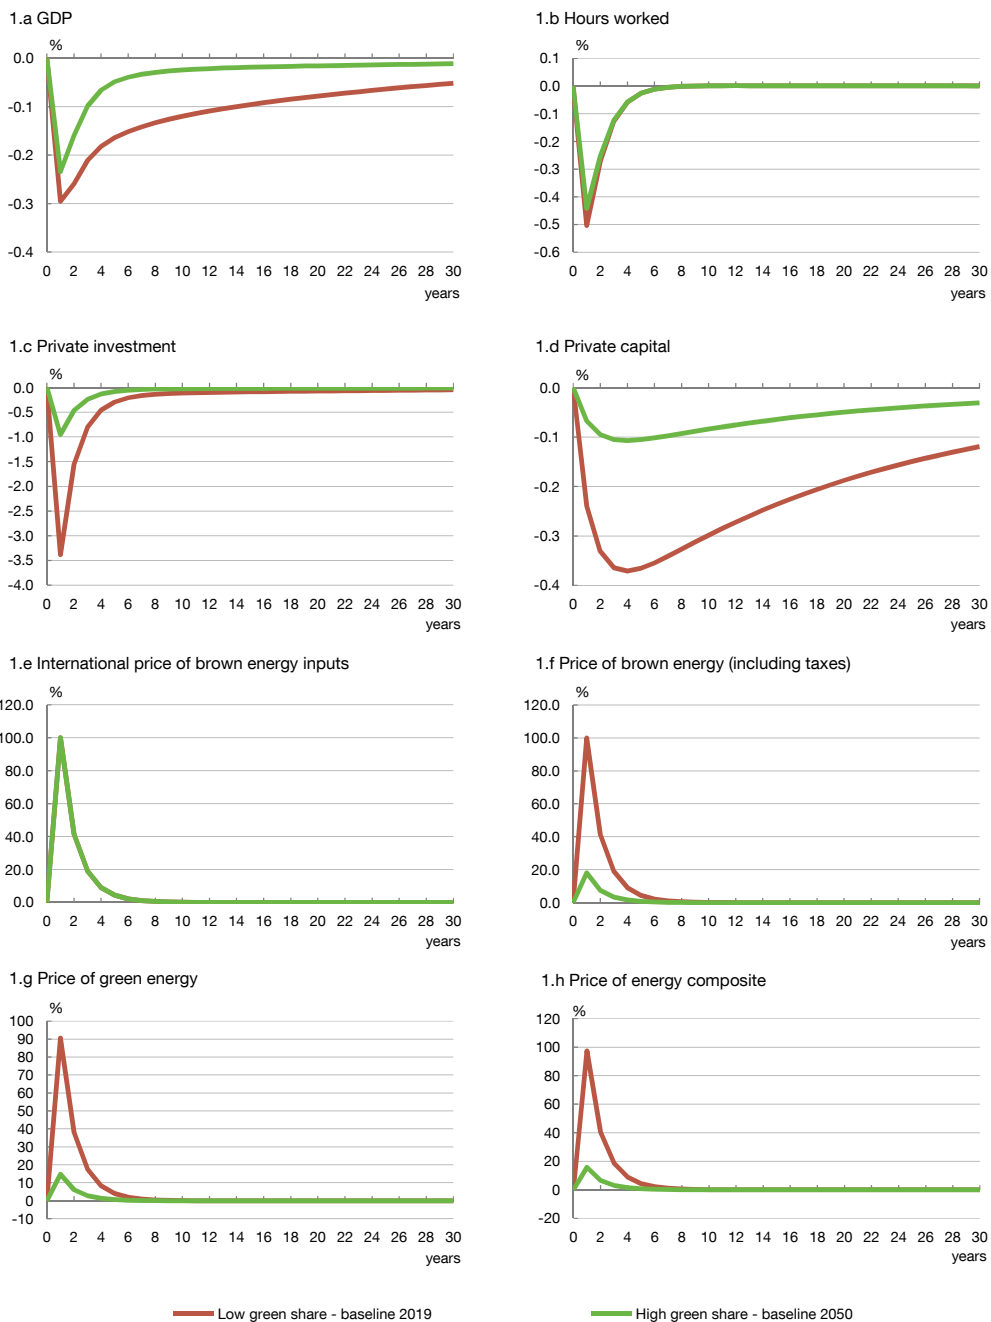 1.a GDP
%
0.0
-0.1
-0.2
-0.3
-0.4
0 2 4 6 8 10 12 14 16 18 20 22 24 26 28 30
years
1.b Hours worked
%
0.1
0.0
-0.1
-0.2
-0.3
-0.4
-0.5
-0.6
0 2 4 6 8 10 12 14 16 18 20 22 24 26 28 30
years
1.c Private investment
%
0.0
-0.5
-1.0
-1.5
-2.0
-2.5
-3.0
-3.5
-4.0
0 2 4 6 8 10 12 14 16 18 20 22 24 26 28 30
years
1.d Private capital
%
0.0
-0.1
-0.2
-0.3
-0.4
0 2 4 6 8 10 12 14 16 18 20 22 24 26 28 30
years
1.e International price of brown energy inputs
%
120.0
100.0
80.0
60.0
40.0
20.0
0.0
0 2 4 6 8 10 12 14 16 18 20 22 24 26 28 30
years
1.f Price of brown energy (including taxes)
%
120.0
100.0
80.0
60.0
40.0
20.0
0.0
0 2 4 6 8 10 12 14 16 18 20 22 24 26 28 30
years
1.g Price of green energy
%
100
90
80
70
60
50
40
30
20
10
0
-10
0 2 4 6 8 10 12 14 16 18 20 22 24 26 28 30
years
1.h Price of energy composite
%
120
100
80
60
40
20
0
-20
0 2 4 6 8 10 12 14 16 18 20 22 24 26 28 30
years
Low green share - baseline 2019
High green share - baseline 2050